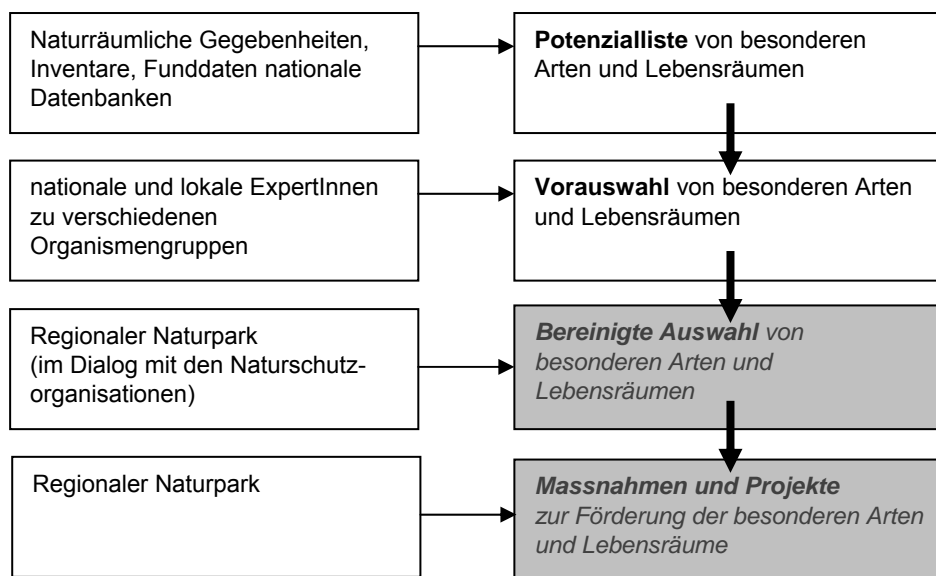 Naturräumliche Gegebenheiten,
Inventare, Funddaten nationale
Datenbanken
Potenzialliste von besonderen
Arten und Lebensräumen
nationale und lokale ExpertInnen
zu verschiedenen
Organismengruppen
Vorauswahl von besonderen Arten
und Lebensräumen
Regionaler Naturpark
(im Dialog mit den Naturschutz-
organisationen)
Bereinigte Auswahl von
besonderen Arten und
Lebensräumen
Regionaler Naturpark
Massnahmen und Projekte
zur Förderung der besonderen Arten
und Lebensräume